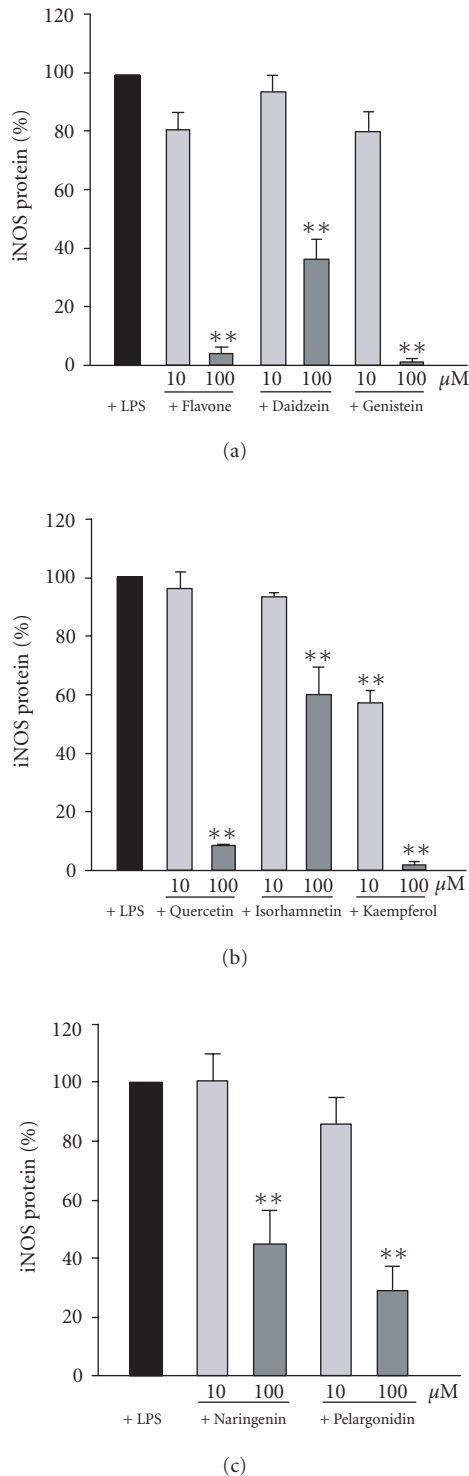 120
100
80
60
40
20
0
iNOS protein (%)
**
**
**
10 100 10 100 10 100 μM
+ LPS + Flavone + Daidzein + Genistein
(a)
120
100
80
60
40
20
0
iNOS protein (%)
**
**
**
**
10 100 10 100 10 100 μM
+ LPS + Quercetin + Isorhamnetin + Kaempferol
(b)
120
100
80
60
40
20
0
iNOS protein (%)
**
**
10 100 10 100 μM
+ LPS + Naringenin + Pelargonidin
(c)